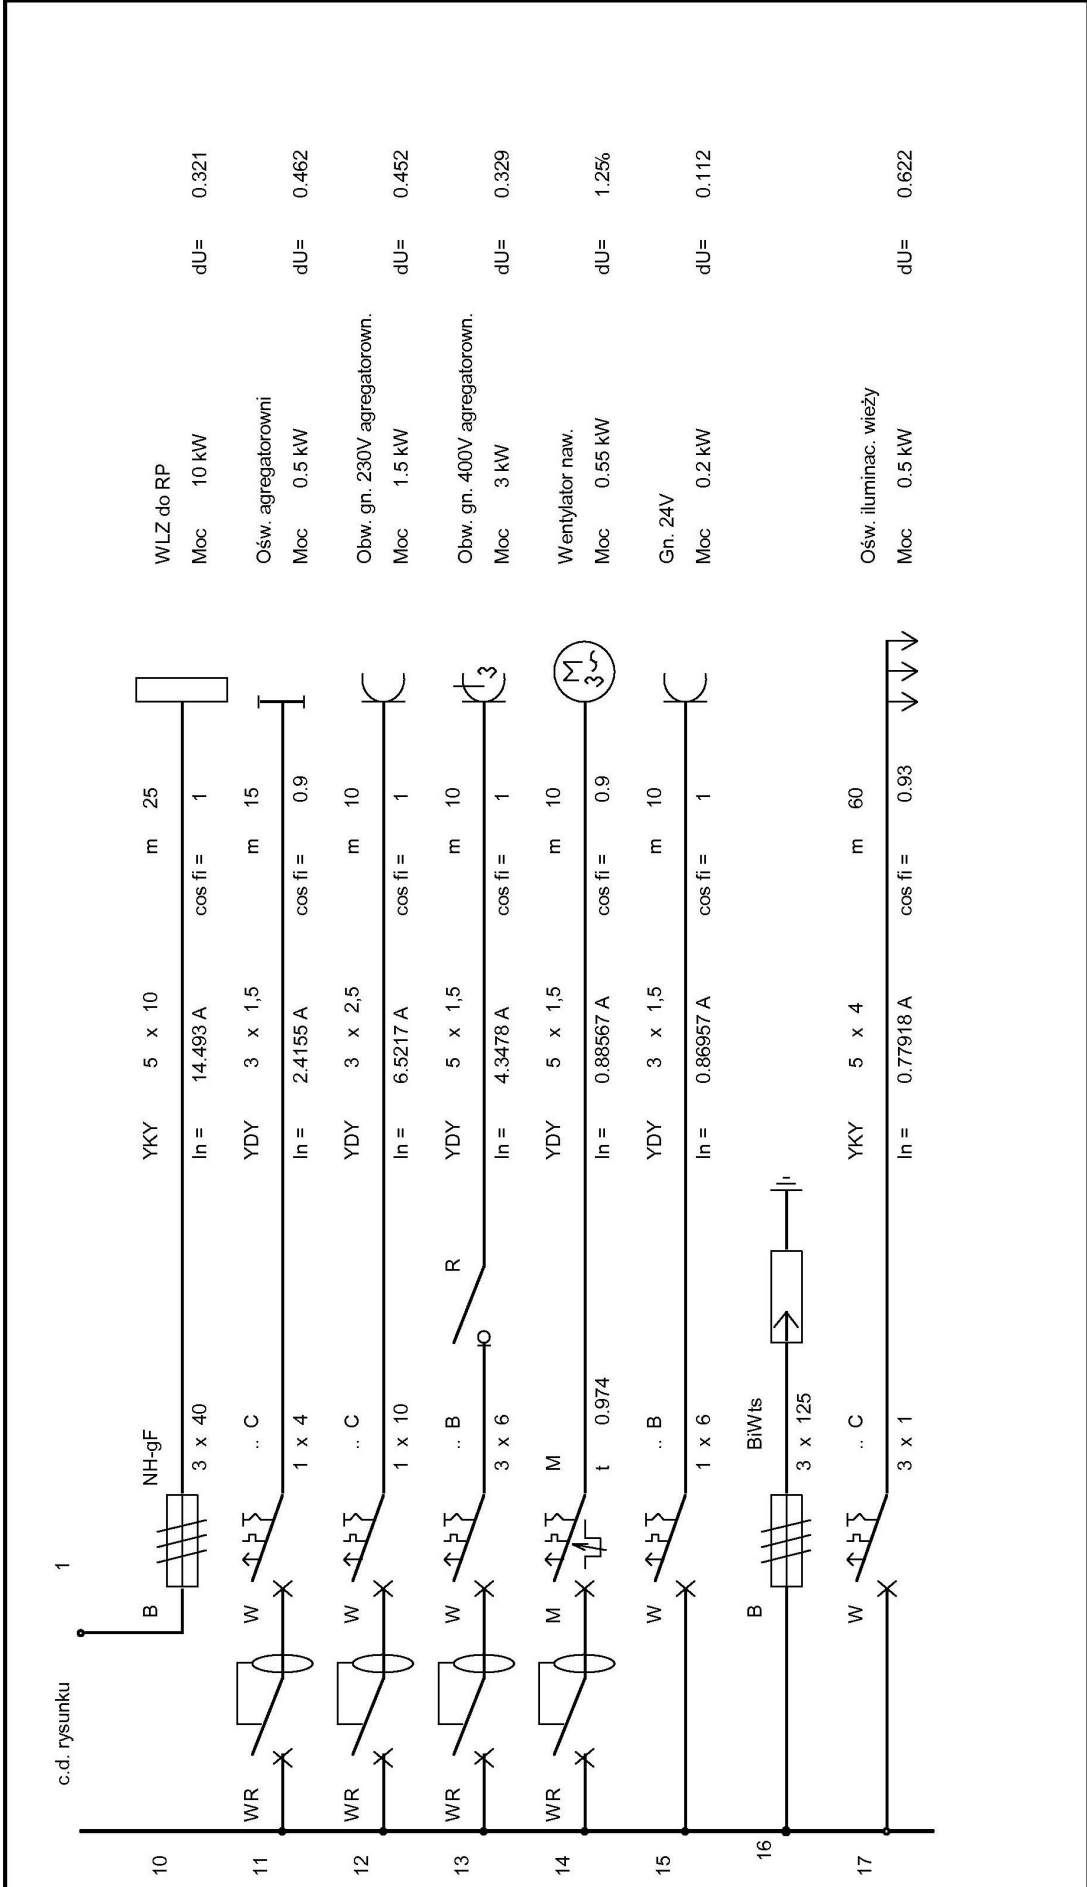 c.d. rysunku 1
10 B NH-gF YKY 5 x 10 m 25 WLZ do RP
3 x 40 In = 14.493 A cos fi = 1 Moc 10 kW dU= 0.321
11 WR W .. C YDY 3 x 1,5 m 15 Ośw. agregatorowni
1 x 4 In = 2.4155 A cos fi = 0.9 Moc 0.5 kW dU= 0.462
12 WR W .. C YDY 3 x 2,5 m 10 Obw. gn. 230V agregatorown.
1 x 10 In = 6.5217 A cos fi = 1 Moc 1.5 kW dU= 0.452
13 WR W .. B R YDY 5 x 1,5 m 10 3 Obw. gn. 400V agregatorown.
3 x 6 In = 4.3478 A cos fi = 1 Moc 3 kW dU= 0.329
14 WR M M YDY 5 x 1,5 m 10 M Wentylator naw.
t 0.974 In = 0.88567 A cos fi = 0.9 3~ Moc 0.55 kW dU= 1.25%
15 W .. B YDY 3 x 1,5 m 10 Gn. 24V
1 x 6 In = 0.86957 A cos fi = 1 Moc 0.2 kW dU= 0.112
16 B BiWts
3 x 125
17 W .. C YKY 5 x 4 m 60 Ośw. iluminac. wieży
3 x 1 In = 0.77918 A cos fi = 0.93 Moc 0.5 kW dU= 0.622